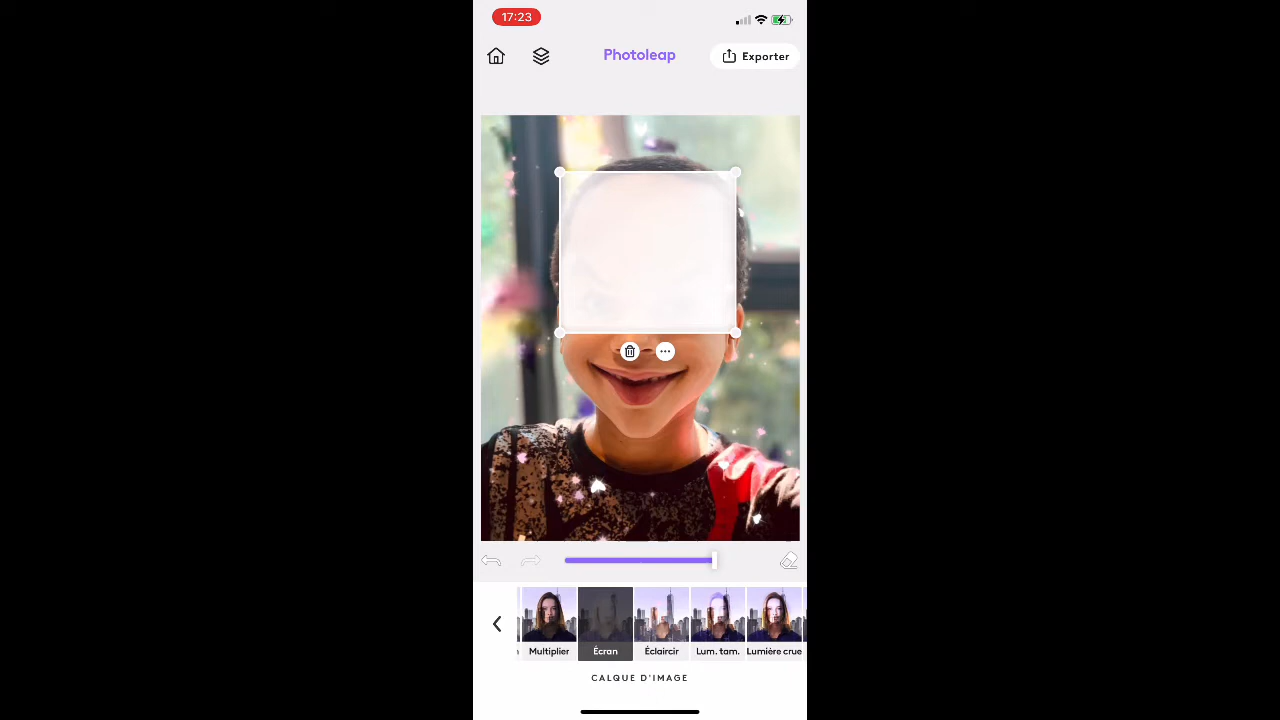 17:23
Photoleap
Exporter
Multiplier
Écran
Éclaircir
Lum. tam.
Lumière crue
CALQUE D'IMAGE